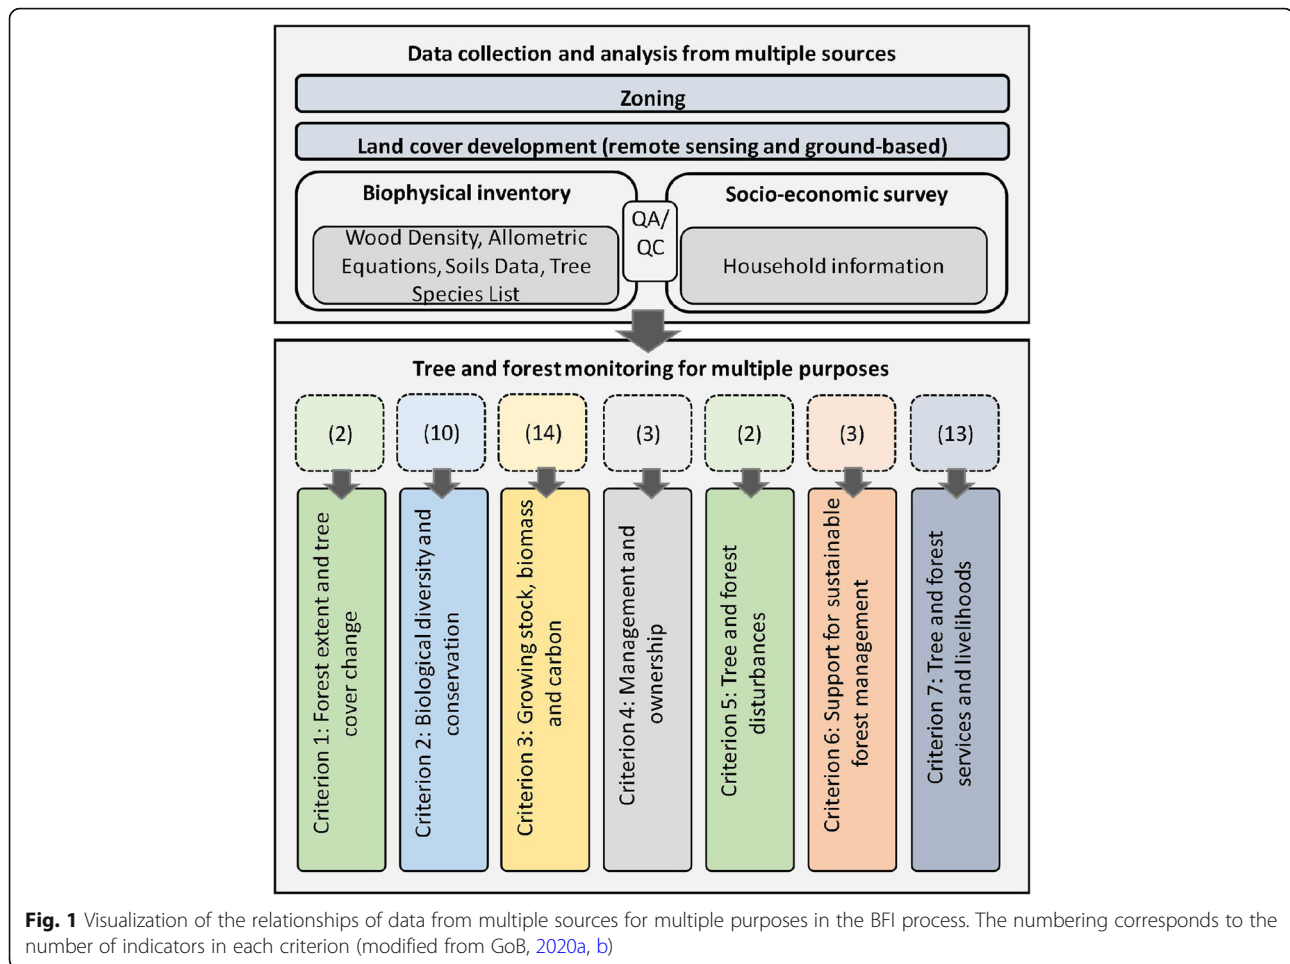 Data collection and analysis from multiple sources
Zoning
Land cover development (remote sensing and ground-based)
Biophysical inventory
Wood Density, Allometric
Equations, Soils Data, Tree
Species List
QA/
QC
Socio-economic survey
Household information
Tree and forest monitoring for multiple purposes
(2)
(10)
(14)
(3)
(2)
(3)
(13)
Criterion 1: Forest extent and tree
cover change
Criterion 2: Biological diversity and
conservation
Criterion 3: Growing stock, biomass
and carbon
Criterion 4: Management and
ownership
Criterion 5: Tree and forest
disturbances
Criterion 6: Support for sustainable
forest management
Criterion 7: Tree and forest
services and livelihoods
Fig. 1 Visualization of the relationships of data from multiple sources for multiple purposes in the BFI process. The numbering corresponds to the
number of indicators in each criterion (modified from GoB, 2020a, b)